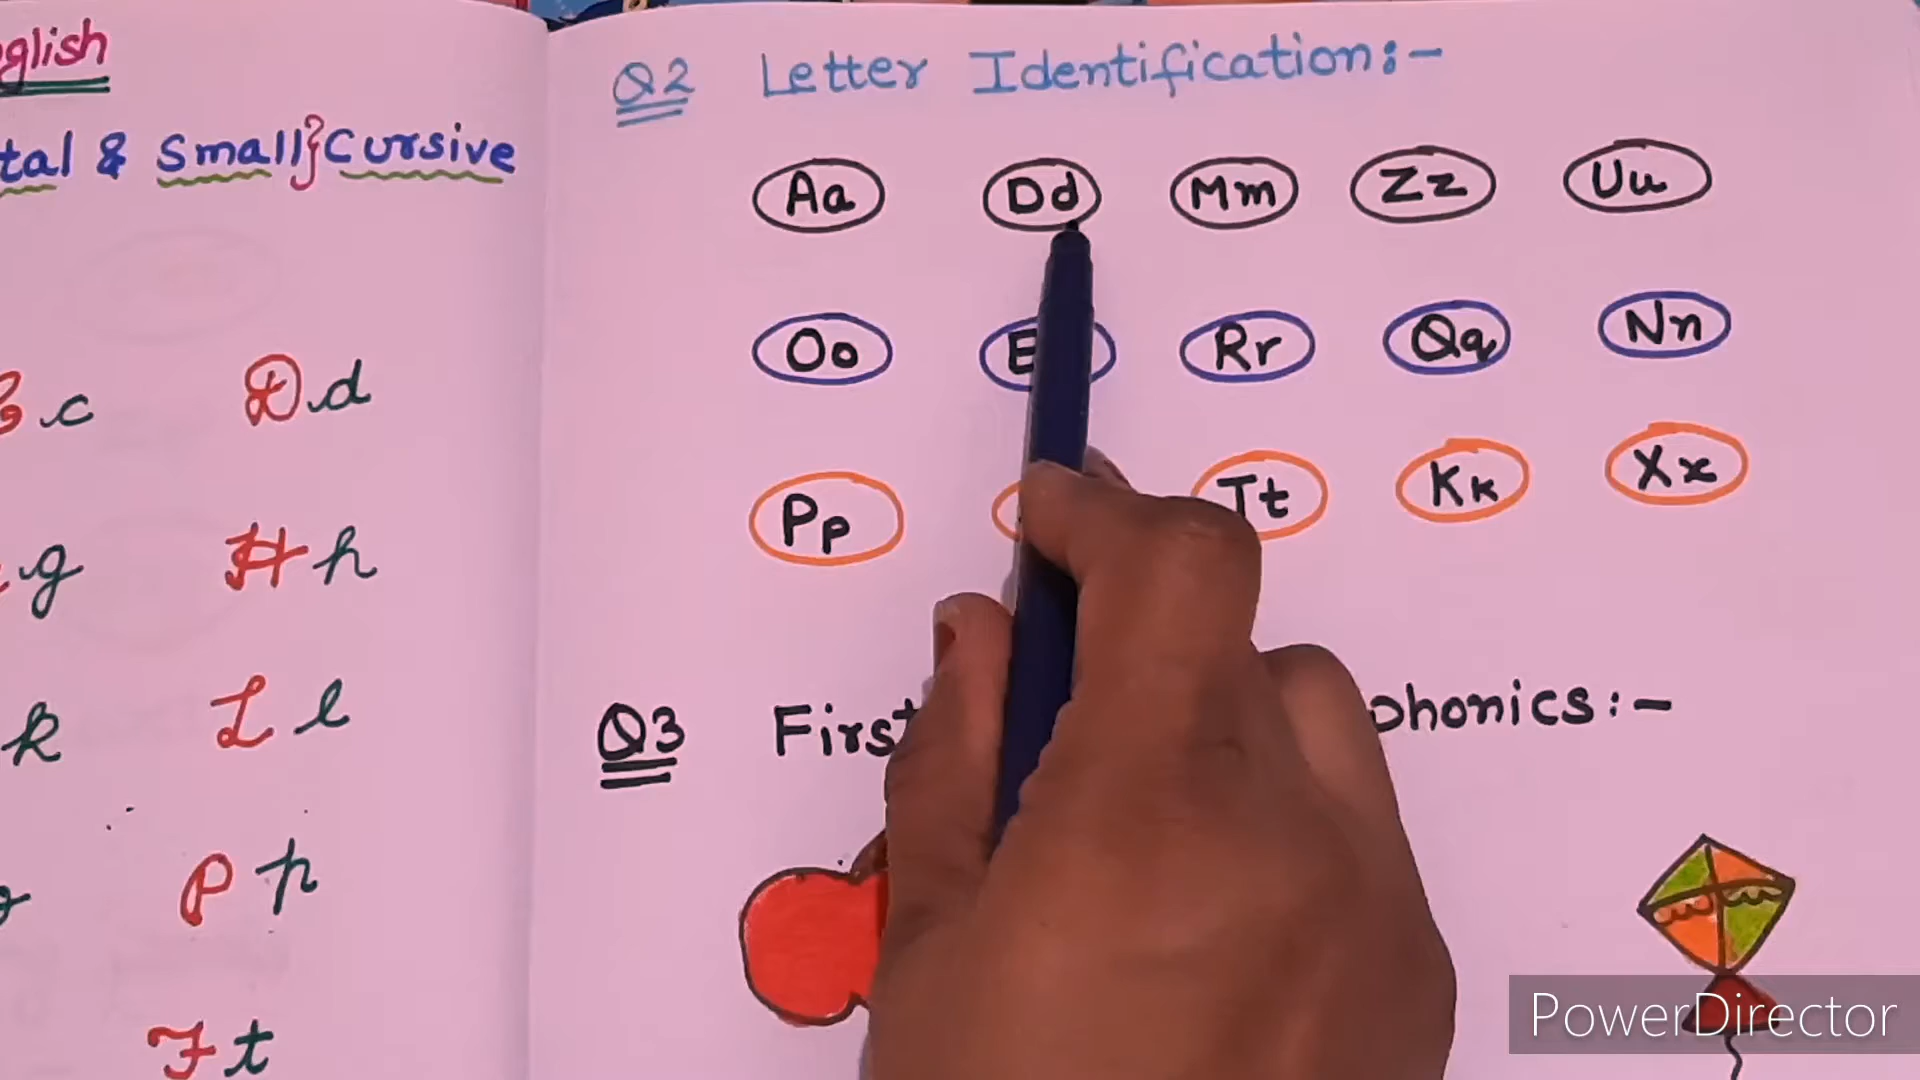 glish
tal & Small} Cursive
c Dd
g Hh
k Ll
Pp
Tt
Q2 Letter Identification:-
Aa Dd Mm Zz Uu
Oo E Rr Qq Nn
Pp Tt Kk Xx
Q3 First phonics:-
PowerDirector